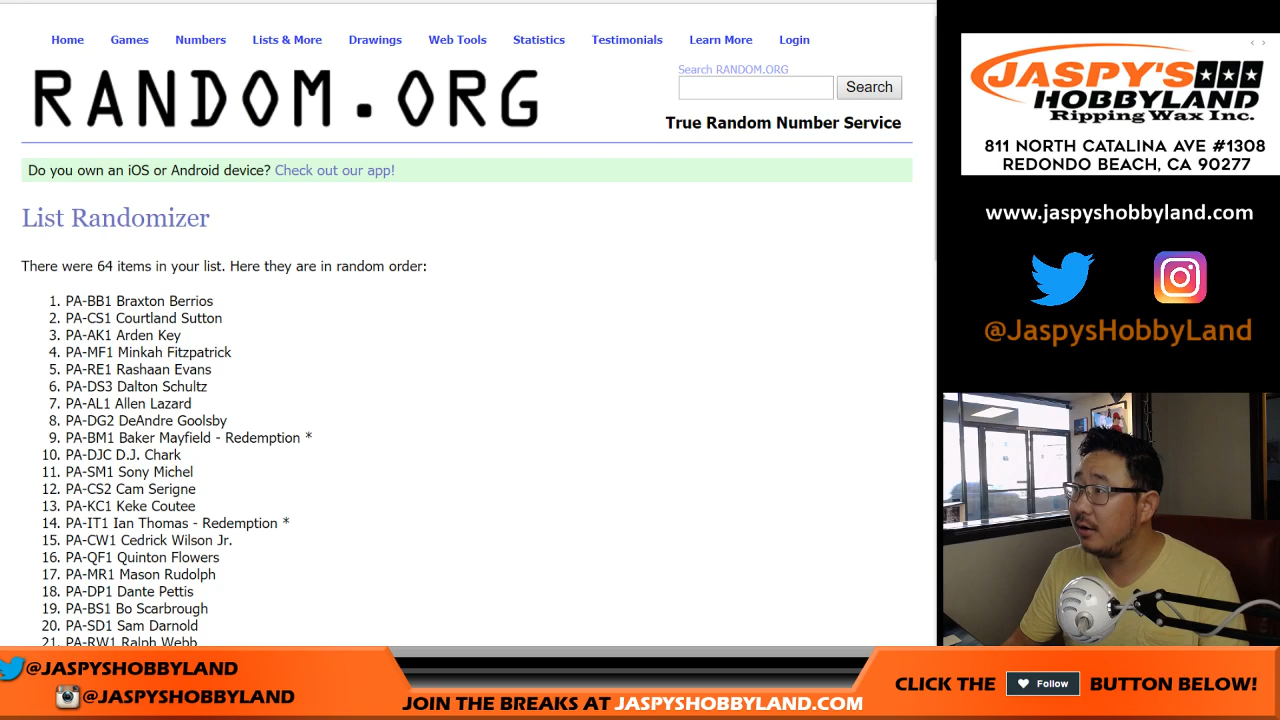 Home Games Numbers Lists & More Drawings Web Tools Statistics Testimonials Learn More Login
RANDOM.ORG
Search RANDOM.ORG
Search
True Random Number Service
Do you own an iOS or Android device? Check out our app!
List Randomizer
There were 64 items in your list. Here they are in random order:
1. PA-BB1 Braxton Berrios
2. PA-CS1 Courtland Sutton
3. PA-AK1 Arden Key
4. PA-MF1 Minkah Fitzpatrick
5. PA-RE1 Rashaan Evans
6. PA-DS3 Dalton Schultz
7. PA-AL1 Allen Lazard
8. PA-DG2 DeAndre Goolsby
9. PA-BM1 Baker Mayfield - Redemption *
10. PA-DJC D.J. Chark
11. PA-SM1 Sony Michel
12. PA-CS2 Cam Serigne
13. PA-KC1 Keke Coutee
14. PA-IT1 Ian Thomas - Redemption *
15. PA-CW1 Cedrick Wilson Jr.
16. PA-QF1 Quinton Flowers
17. PA-MR1 Mason Rudolph
18. PA-DP1 Dante Pettis
19. PA-BS1 Bo Scarbrough
20. PA-SD1 Sam Darnold
21. PA-RW1 Ralph Webb
JASPY'S
HOBBYLAND
Ripping Wax Inc.
811 NORTH CATALINA AVE #1308
REDONDO BEACH, CA 90277
www.jaspyshobbyland.com
@JaspysHobbyLand
@JASPYSHOBBYLAND
@JASPYSHOBBYLAND
JOIN THE BREAKS AT JASPYSHOBBYLAND.COM
CLICK THE Follow BUTTON BELOW!